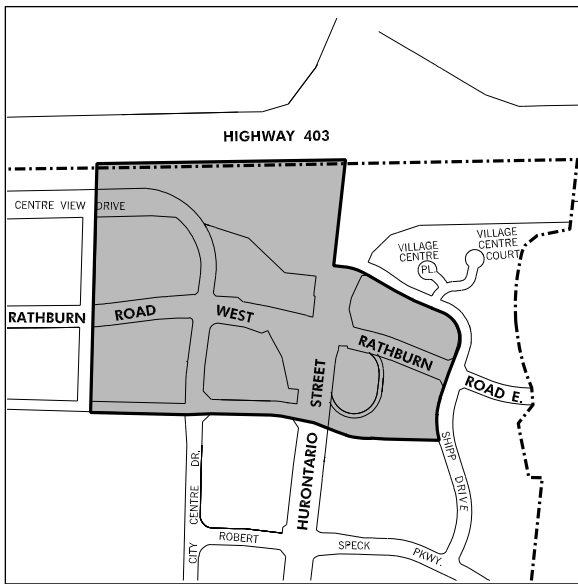 HIGHWAY 403
CENTRE VIEW DRIVE
VILLAGE
CENTRE
PL.
VILLAGE
CENTRE
COURT
RATHBURN ROAD WEST
RATHBURN ROAD E.
HURONTARIO STREET
CITY CENTRE DR.
SHIPP DRIVE
ROBERT SPECK PKWY.